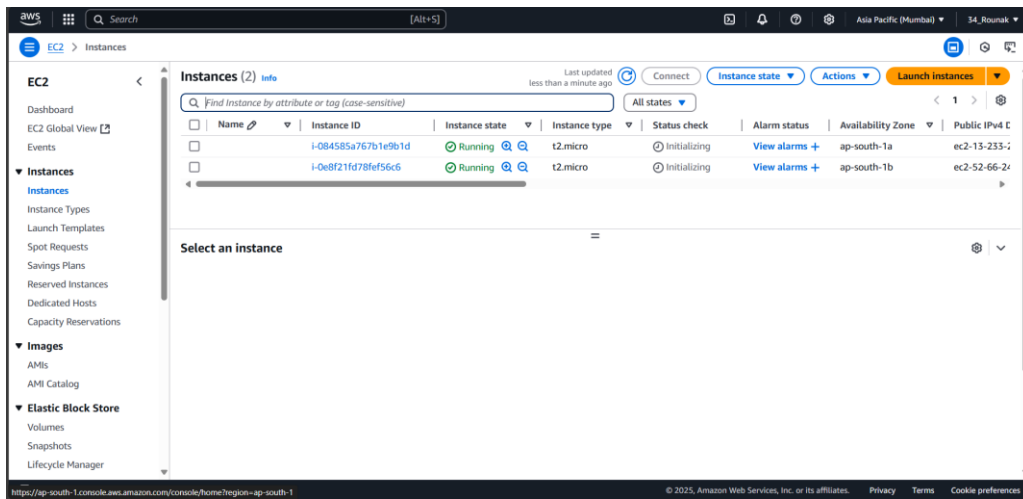 aws Search [Alt+S] Asia Pacific (Mumbai) 34_Rounak
EC2 > Instances
EC2
Dashboard
EC2 Global View
Events
Instances
Instances
Instance Types
Launch Templates
Spot Requests
Savings Plans
Reserved Instances
Dedicated Hosts
Capacity Reservations
Images
AMIs
AMI Catalog
Elastic Block Store
Volumes
Snapshots
Lifecycle Manager
Instances (2) Info
Last updated
less than a minute ago
Connect Instance state Actions Launch instances
Find Instance by attribute or tag (case-sensitive) All states 1
Name Instance ID Instance state Instance type Status check Alarm status Availability Zone Public IPv4 D
i-084585a767b1e9b1d Running t2.micro Initializing View alarms + ap-south-1a ec2-13-233-2
i-0e8f21fd78fef56c6 Running t2.micro Initializing View alarms + ap-south-1b ec2-52-66-24
Select an instance
https://ap-south-1.console.aws.amazon.com/console/home?region=ap-south-1
© 2025, Amazon Web Services, Inc. or its affiliates. Privacy Terms Cookie preferences